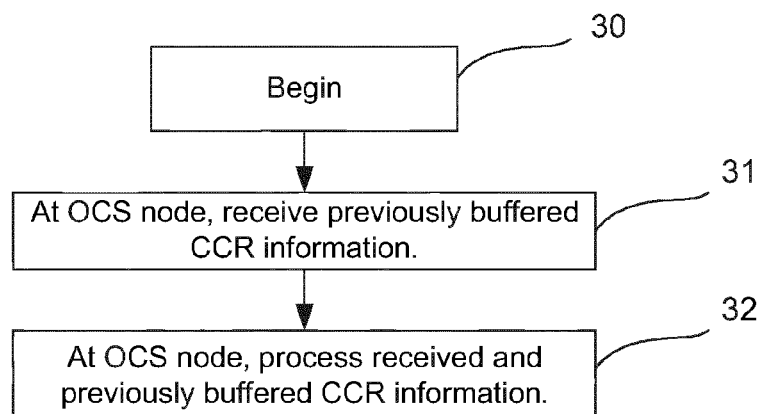 30
Begin
31
At OCS node, receive previously buffered
CCR information.
32
At OCS node, process received and
previously buffered CCR information.